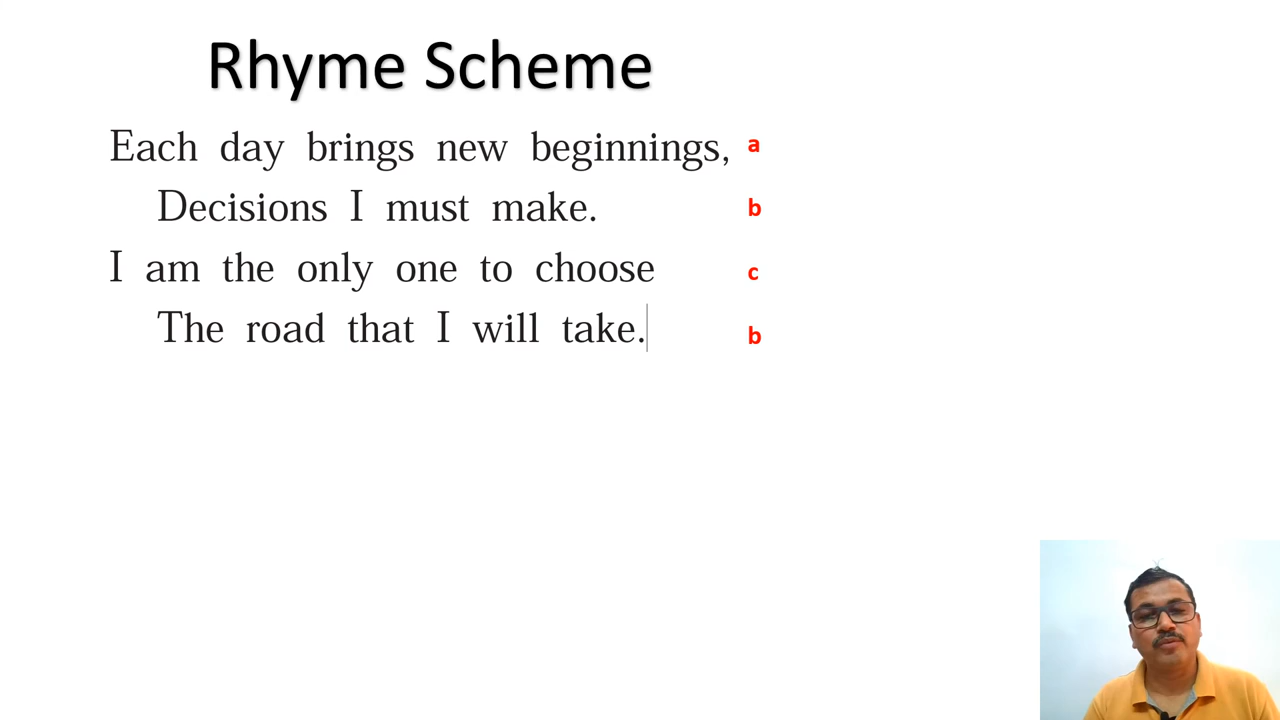 Rhyme Scheme
Each day brings new beginnings, a
Decisions I must make. b
I am the only one to choose c
The road that I will take. b